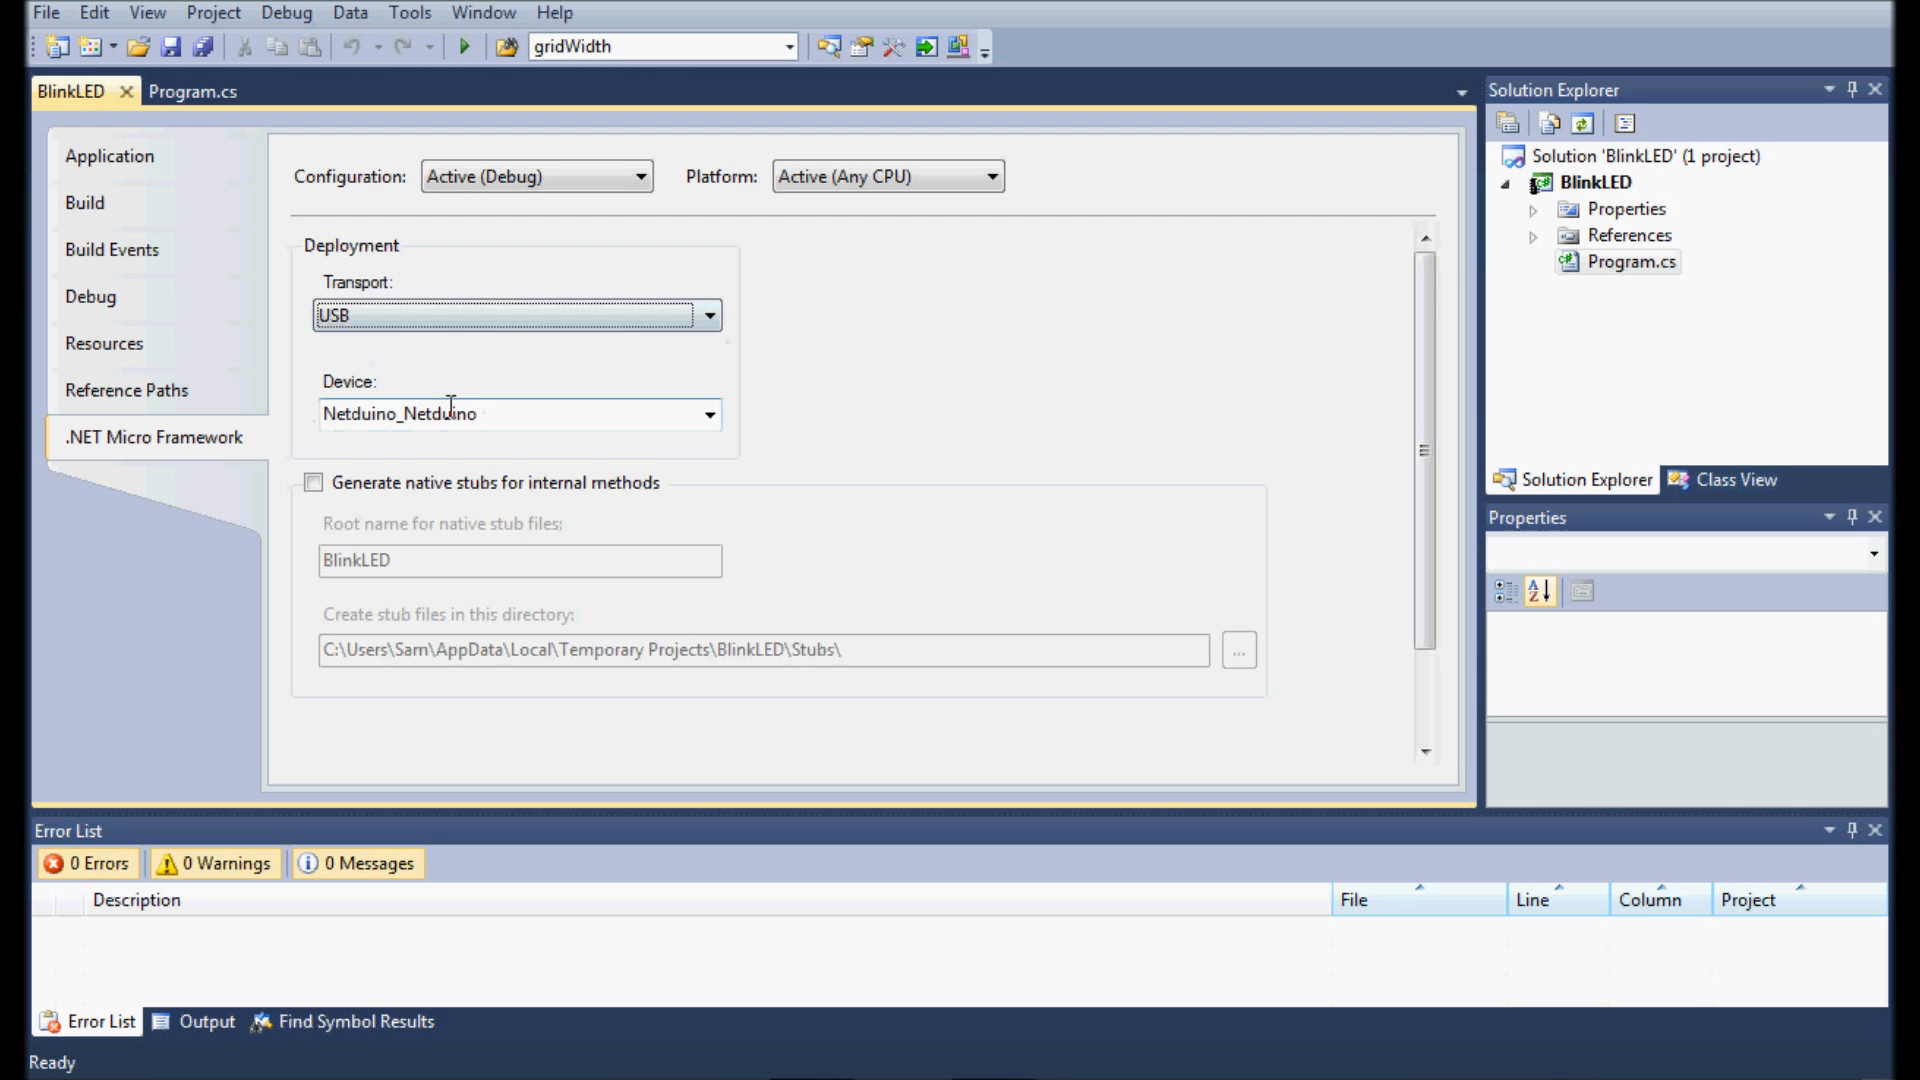 File Edit View Project Debug Data Tools Window Help
gridWidth
BlinkLED Program.cs
Application
Build
Build Events
Debug
Resources
Reference Paths
.NET Micro Framework
Configuration: Active (Debug) Platform: Active (Any CPU)
Deployment
Transport:
USB
Device:
Netduino_Netduino
Generate native stubs for internal methods
Root name for native stub files:
BlinkLED
Create stub files in this directory:
C:\Users\Sam\AppData\Local\Temporary Projects\BlinkLED\Stubs\
...
Solution Explorer
Solution 'BlinkLED' (1 project)
BlinkLED
Properties
References
Program.cs
Solution Explorer Class View
Properties
Error List
0 Errors 0 Warnings 0 Messages
Description File Line Column Project
Error List Output Find Symbol Results
Ready